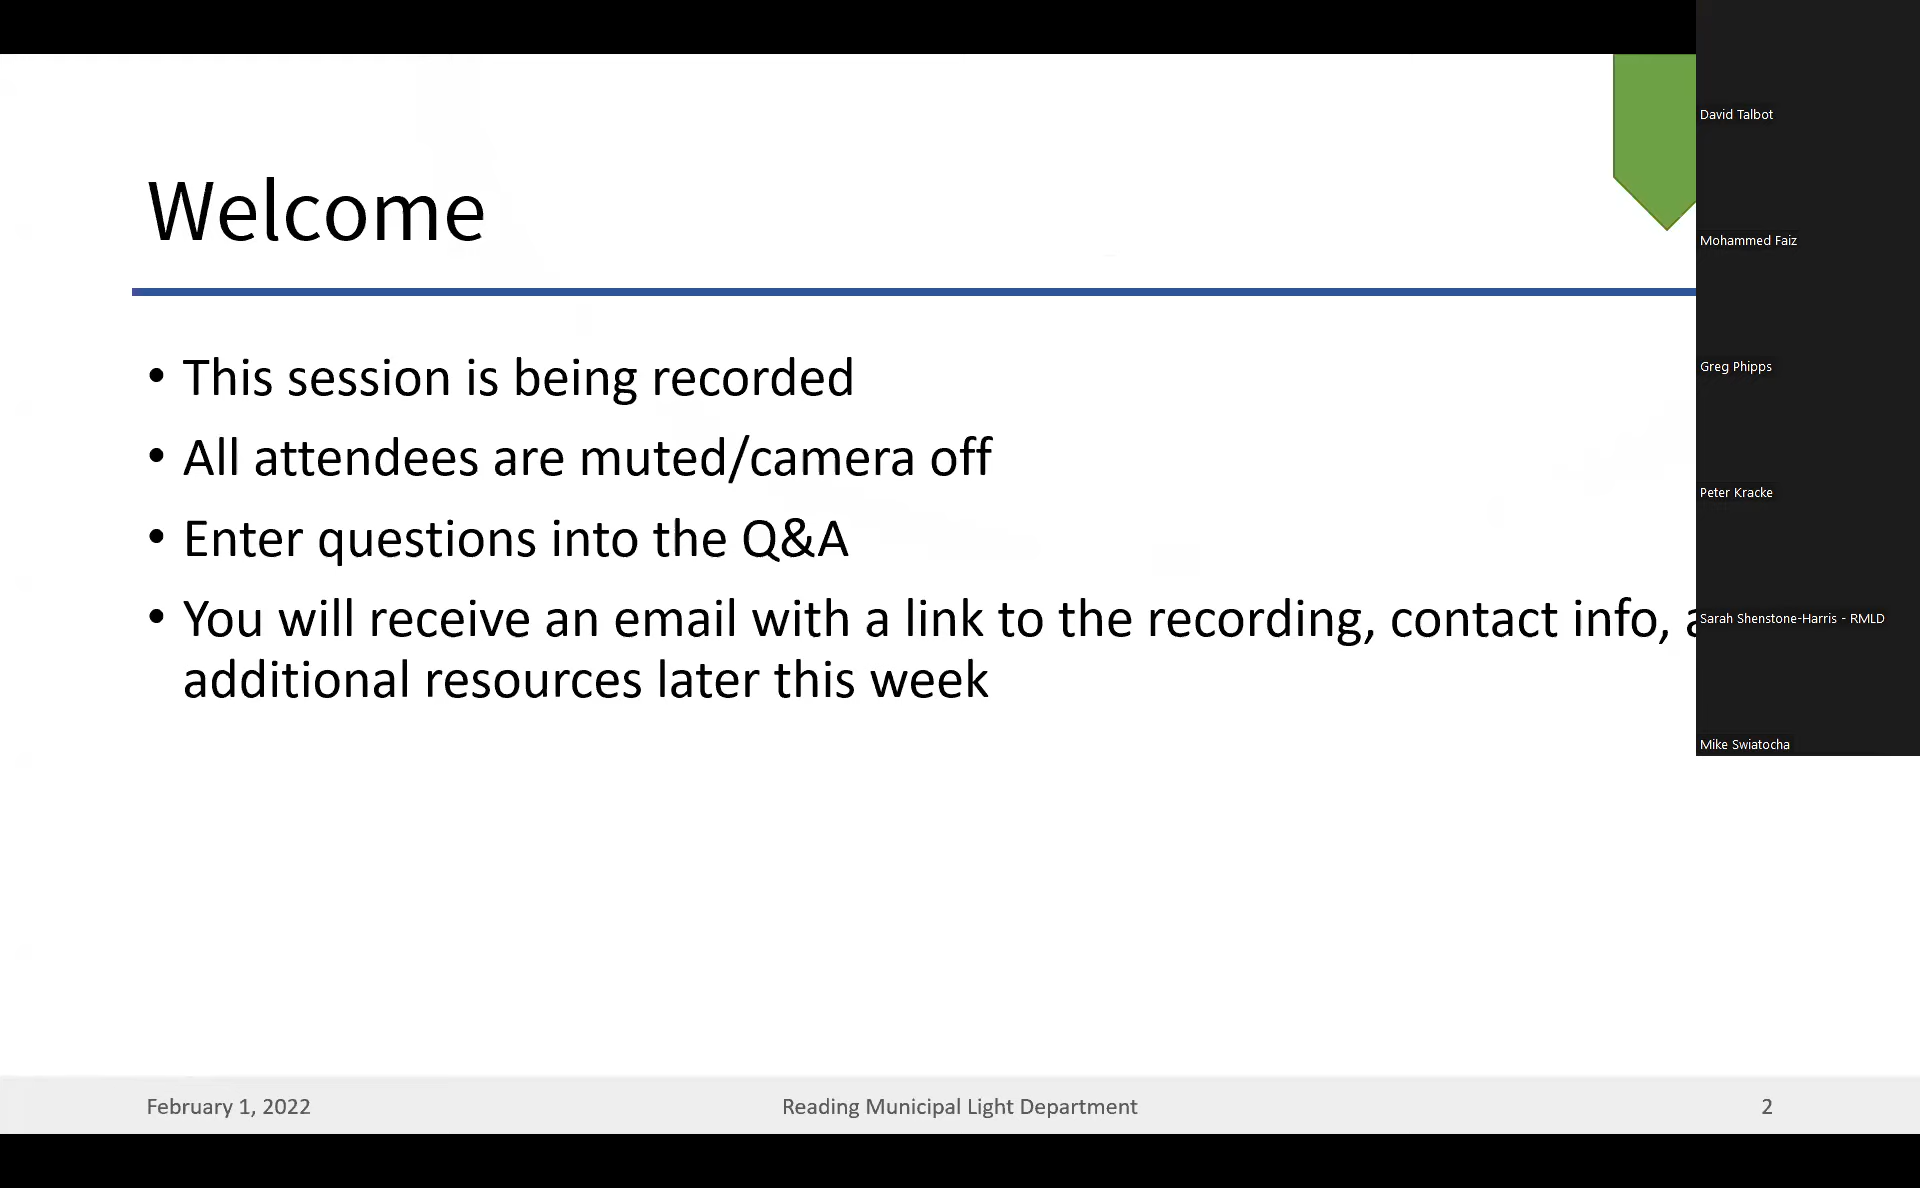 Welcome
• This session is being recorded
• All attendees are muted/camera off
• Enter questions into the Q&A
• You will receive an email with a link to the recording, contact info,
additional resources later this week
David Talbot
Mohammed Faiz
Greg Phipps
Peter Kracke
Sarah Shenstone-Harris - RMLD
Mike Swiatocha
February 1, 2022
Reading Municipal Light Department
2